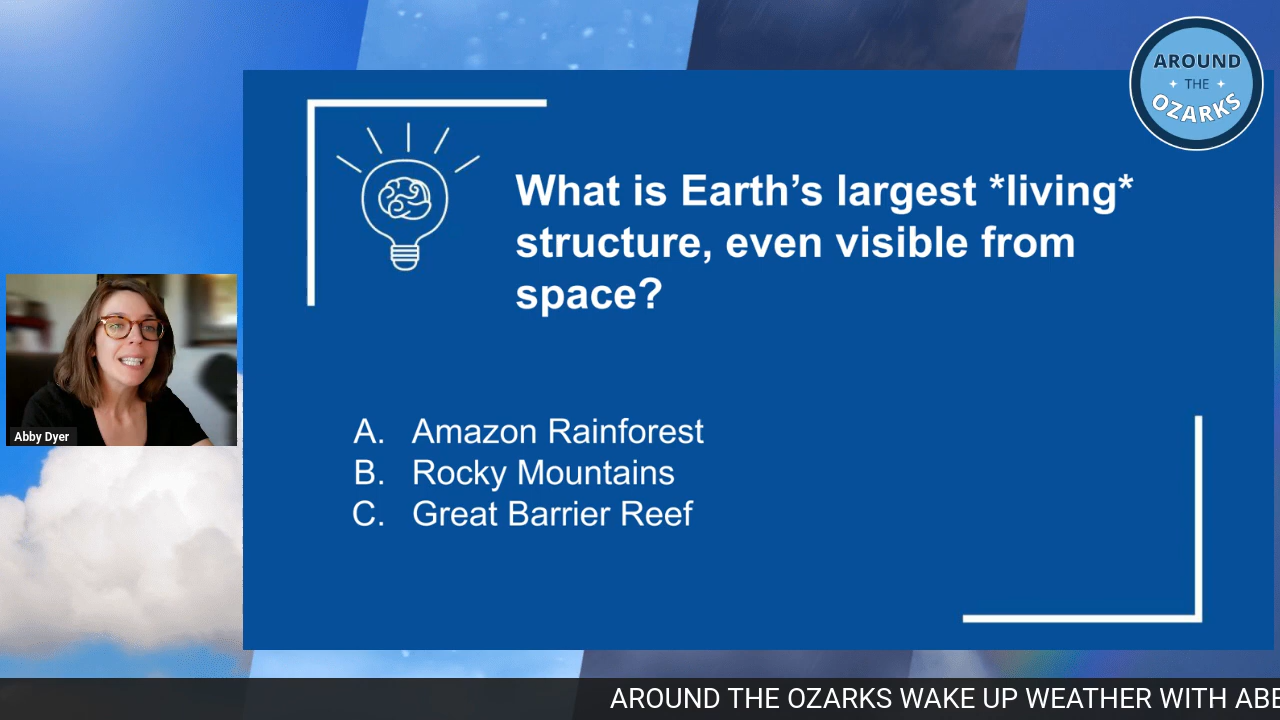 AROUND
THE
OZARKS
What is Earth’s largest *living*
structure, even visible from
space?
A. Amazon Rainforest
B. Rocky Mountains
C. Great Barrier Reef
Abby Dyer
AROUND THE OZARKS WAKE UP WEATHER WITH ABB